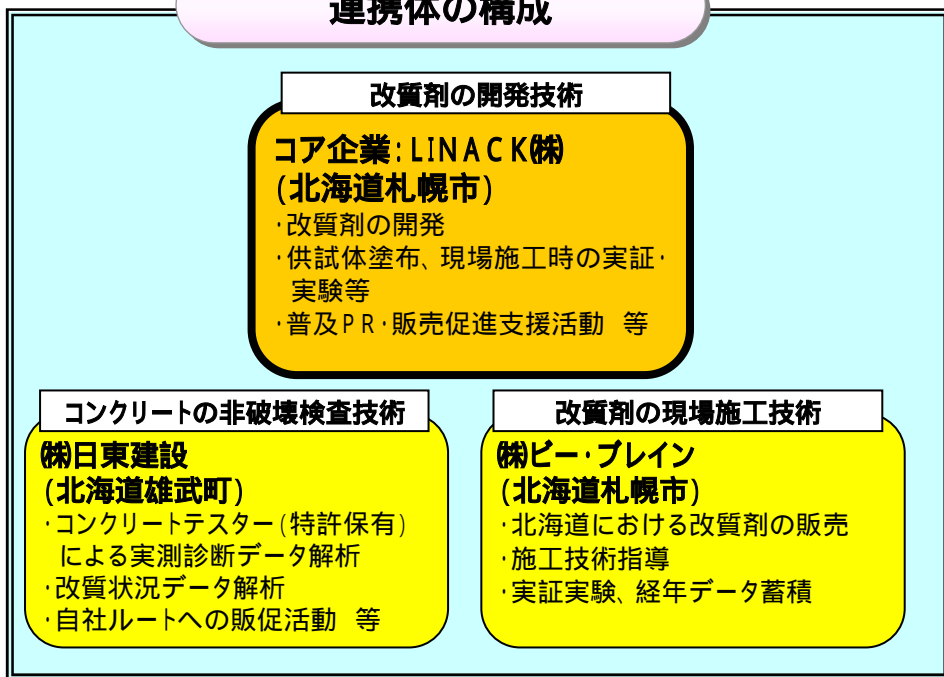 連携体の構成
改質剤の開発技術
コア企業:LINACK㈱
(北海道札幌市)
・改質剤の開発
・供試体塗布、現場施工時の実証・
実験等
・普及PR・販売促進支援活動 等
コンクリートの非破壊検査技術
㈱日東建設
(北海道雄武町)
・コンクリートテスター(特許保有)
による実測診断データ解析
・改質状況データ解析
・自社ルートへの販促活動 等
改質剤の現場施工技術
㈱ビー・ブレイン
(北海道札幌市)
・北海道における改質剤の販売
・施工技術指導
・実証実験、経年データ蓄積